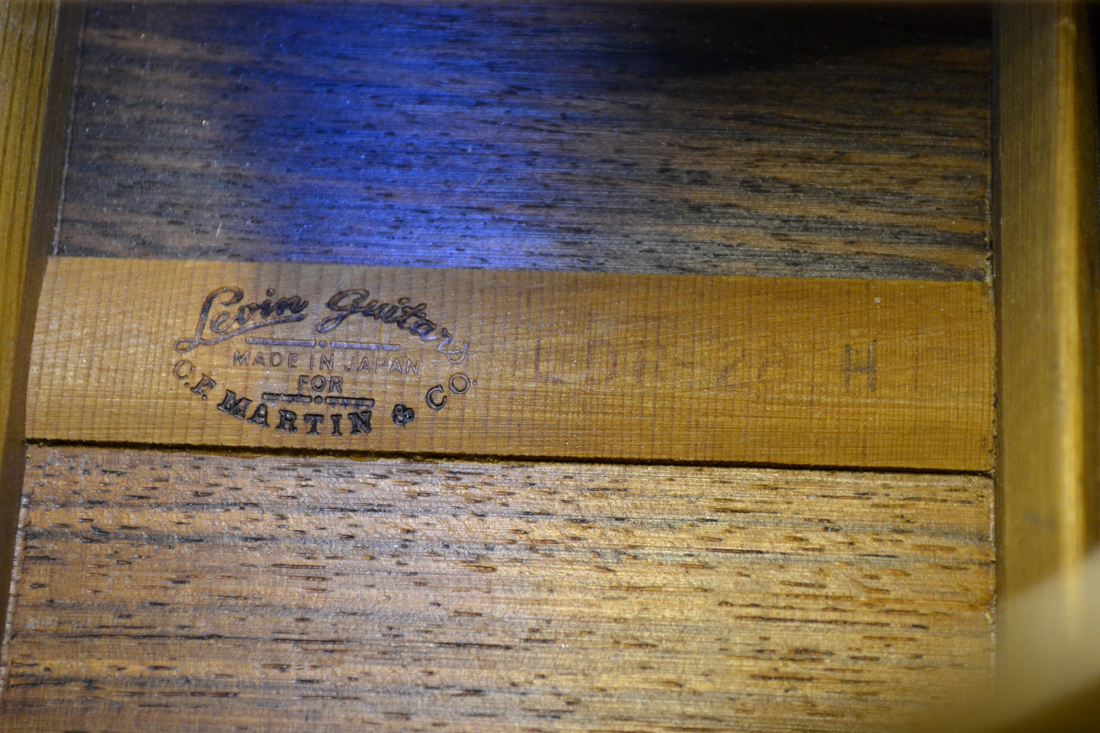 Levin Guitars
MADE IN JAPAN
FOR
C.F. MARTIN & CO.
H